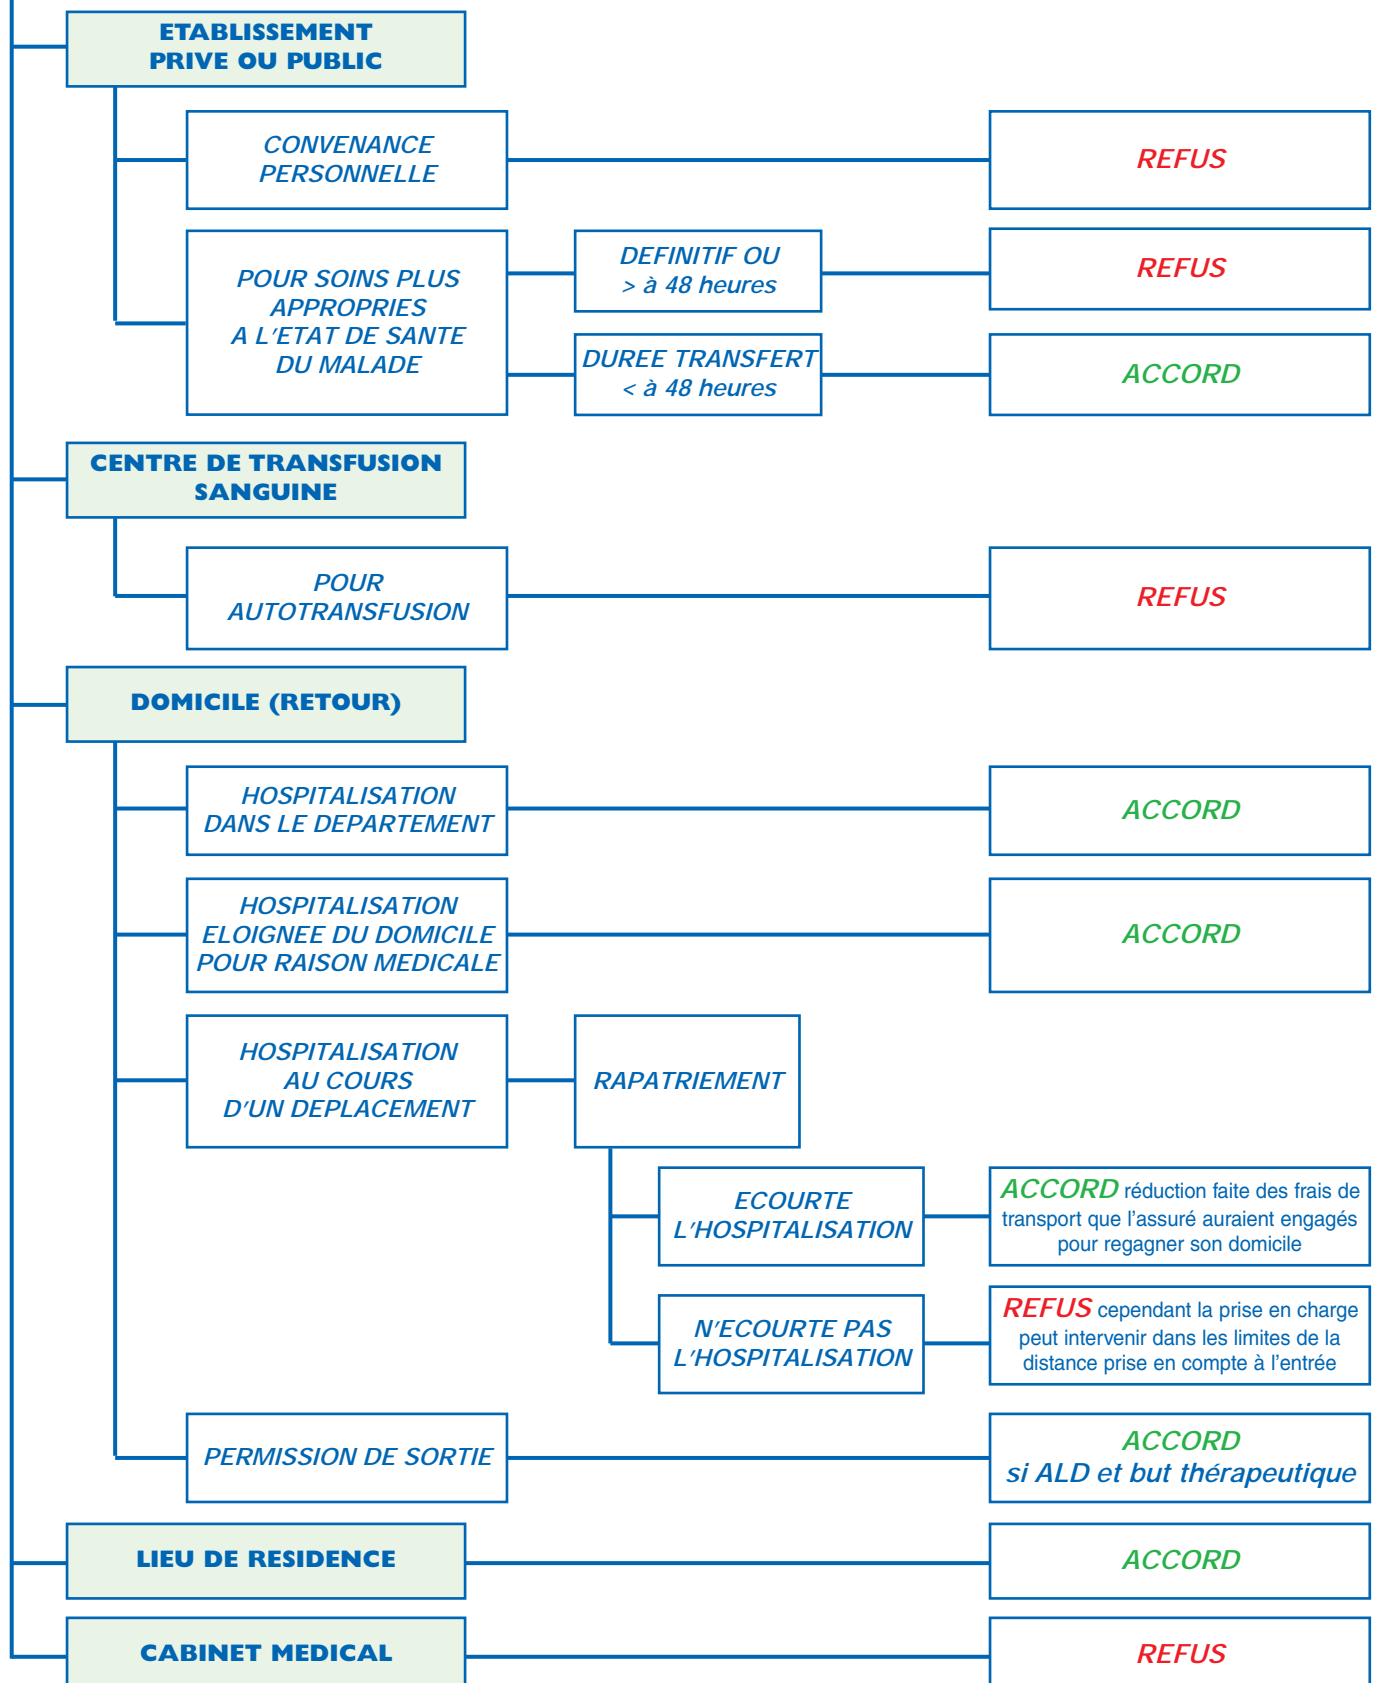 ETABLISSEMENT
PRIVE OU PUBLIC
CONVENANCE
PERSONNELLE
REFUS
POUR SOINS PLUS
APPROPRIES
A L'ETAT DE SANTE
DU MALADE
DEFINITIF OU
> à 48 heures
REFUS
DUREE TRANSFERT
< à 48 heures
ACCORD
CENTRE DE TRANSFUSION
SANGUINE
POUR
AUTOTRANSFUSION
REFUS
DOMICILE (RETOUR)
HOSPITALISATION
DANS LE DEPARTEMENT
ACCORD
HOSPITALISATION
ELOIGNEE DU DOMICILE
POUR RAISON MEDICALE
ACCORD
HOSPITALISATION
AU COURS
D'UN DEPLACEMENT
RAPATRIEMENT
ECOURTE
L'HOSPITALISATION
ACCORD réduction faite des frais de
transport que l'assuré auraient engagés
pour regagner son domicile
N'ECOURTE PAS
L'HOSPITALISATION
REFUS cependant la prise en charge
peut intervenir dans les limites de la
distance prise en compte à l'entrée
PERMISSION DE SORTIE
ACCORD
si ALD et but thérapeutique
LIEU DE RESIDENCE
ACCORD
CABINET MEDICAL
REFUS